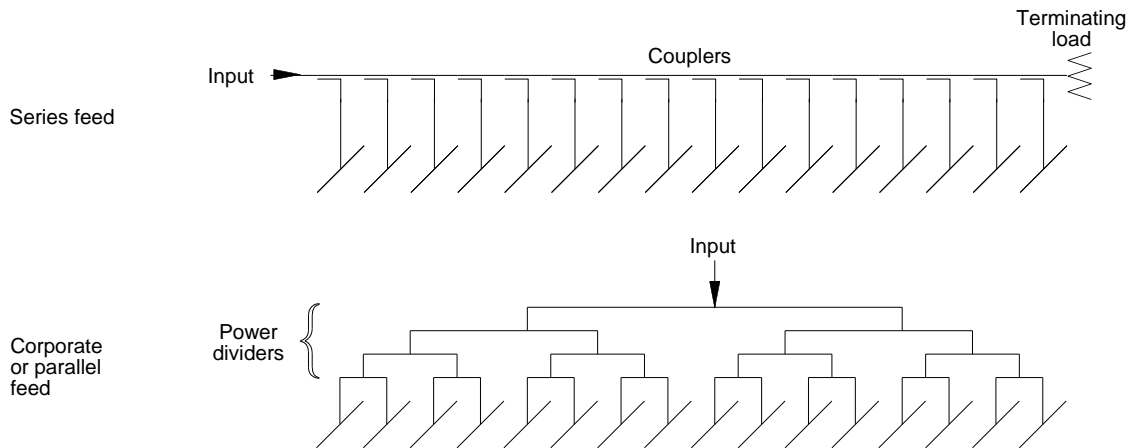 Terminating
load
Couplers
Input
Series feed
Input
Power
dividers
Corporate
or parallel
feed